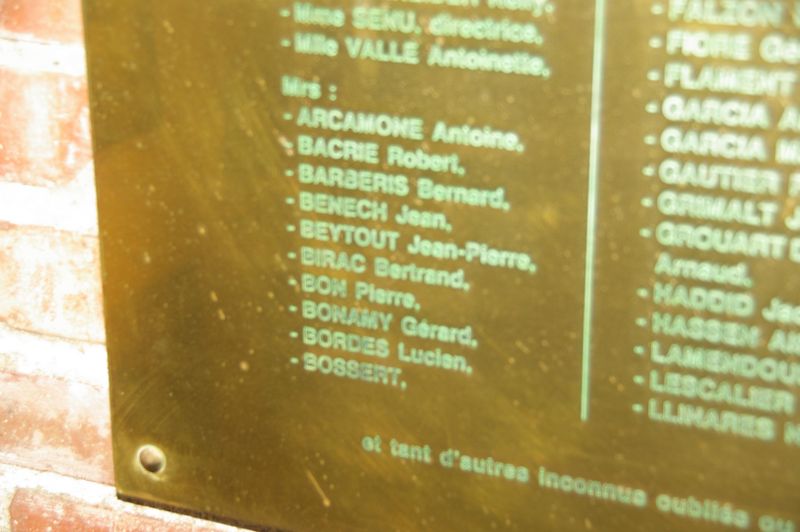 - Mme SENU, directrice,
- Mlle VALLE Antoinette,
Mrs :
- ARCAMONE Antoine,
- BACRIE Robert,
- BARBERIS Bernard,
- BENECH Jean,
- BEYTOUT Jean-Pierre,
- BIRAC Bertrand,
- BON Pierre,
- BONAMY Gérard,
- BORDES Lucien,
- BOSSERT,
- FALZON
- FIORE
- FLAMENT
- GARCIA
- GARCIA
- GAUTIER
- GRIMALT
- GROUART
Arnaud,
- HADDID
- HASSEN
- LAMENDOU
- LESCALIER
- LLINARES
et tant d'autres inconnus oubliés